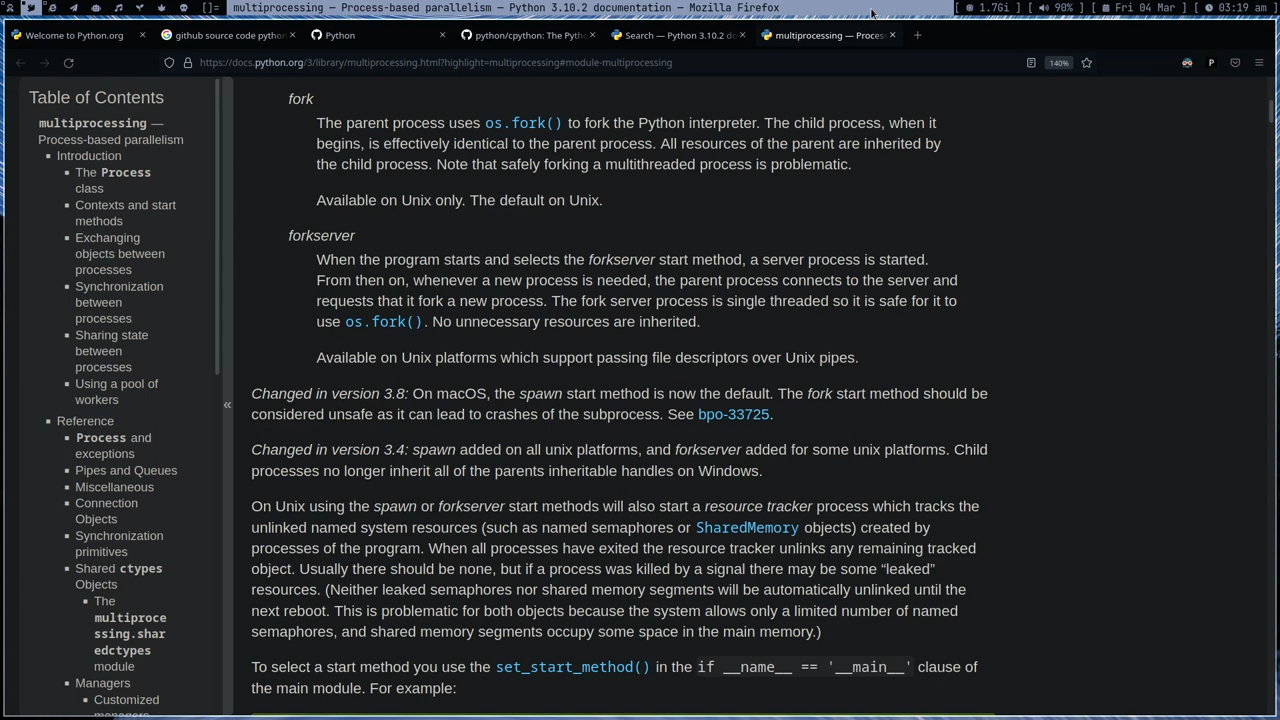 []= multiprocessing — Process-based parallelism — Python 3.10.2 documentation — Mozilla Firefox [ 1.7Gi ] [ 90% ] [ Fri 04 Mar ] [ 03:19 am ]
Welcome to Python.org × github source code python × Python × python/cpython: The Pyth × Search — Python 3.10.2 do × multiprocessing — Process × +
https://docs.python.org/3/library/multiprocessing.html?highlight=multiprocessing#module-multiprocessing 140% P
Table of Contents
multiprocessing —
Process-based parallelism
Introduction
The Process
class
Contexts and start
methods
Exchanging
objects between
processes
Synchronization
between
processes
Sharing state
between
processes
Using a pool of
workers
Reference
Process and
exceptions
Pipes and Queues
Miscellaneous
Connection
Objects
Synchronization
primitives
Shared ctypes
Objects
The
multiproce
ssing.shar
edctypes
module
Managers
Customized
managers
«
fork
The parent process uses os.fork() to fork the Python interpreter. The child process, when it
begins, is effectively identical to the parent process. All resources of the parent are inherited by
the child process. Note that safely forking a multithreaded process is problematic.
Available on Unix only. The default on Unix.
forkserver
When the program starts and selects the forkserver start method, a server process is started.
From then on, whenever a new process is needed, the parent process connects to the server and
requests that it fork a new process. The fork server process is single threaded so it is safe for it to
use os.fork(). No unnecessary resources are inherited.
Available on Unix platforms which support passing file descriptors over Unix pipes.
Changed in version 3.8: On macOS, the spawn start method is now the default. The fork start method should be
considered unsafe as it can lead to crashes of the subprocess. See bpo-33725.
Changed in version 3.4: spawn added on all unix platforms, and forkserver added for some unix platforms. Child
processes no longer inherit all of the parents inheritable handles on Windows.
On Unix using the spawn or forkserver start methods will also start a resource tracker process which tracks the
unlinked named system resources (such as named semaphores or SharedMemory objects) created by
processes of the program. When all processes have exited the resource tracker unlinks any remaining tracked
object. Usually there should be none, but if a process was killed by a signal there may be some “leaked”
resources. (Neither leaked semaphores nor shared memory segments will be automatically unlinked until the
next reboot. This is problematic for both objects because the system allows only a limited number of named
semaphores, and shared memory segments occupy some space in the main memory.)
To select a start method you use the set_start_method() in the if __name__ == '__main__' clause of
the main module. For example: